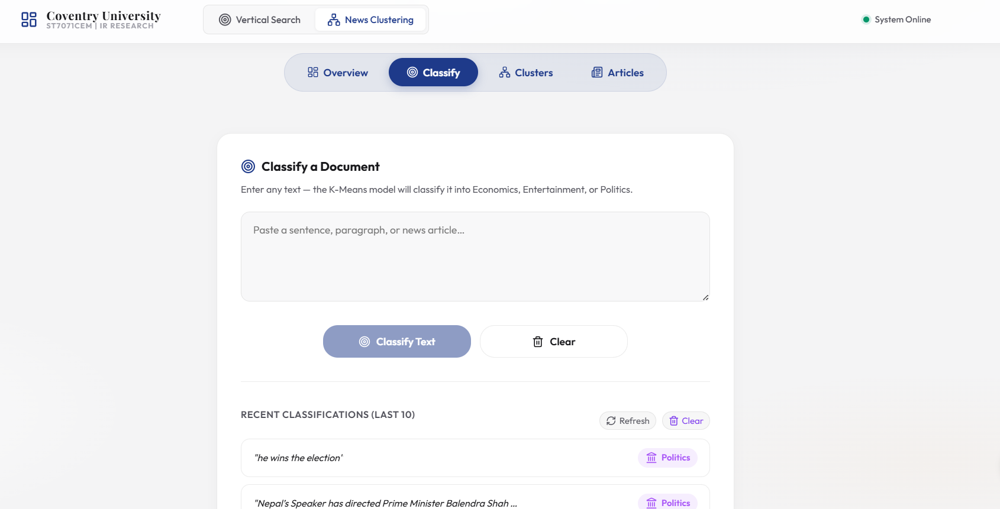 Coventry University
ST7071CEM | IR RESEARCH
Vertical Search
News Clustering
System Online
Overview
Classify
Clusters
Articles
Classify a Document
Enter any text — the K-Means model will classify it into Economics, Entertainment, or Politics.
Paste a sentence, paragraph, or news article...
Classify Text
Clear
RECENT CLASSIFICATIONS (LAST 10)
Refresh
Clear
"he wins the election"
Politics
"Nepal's Speaker has directed Prime Minister Balendra Shah ...
Politics